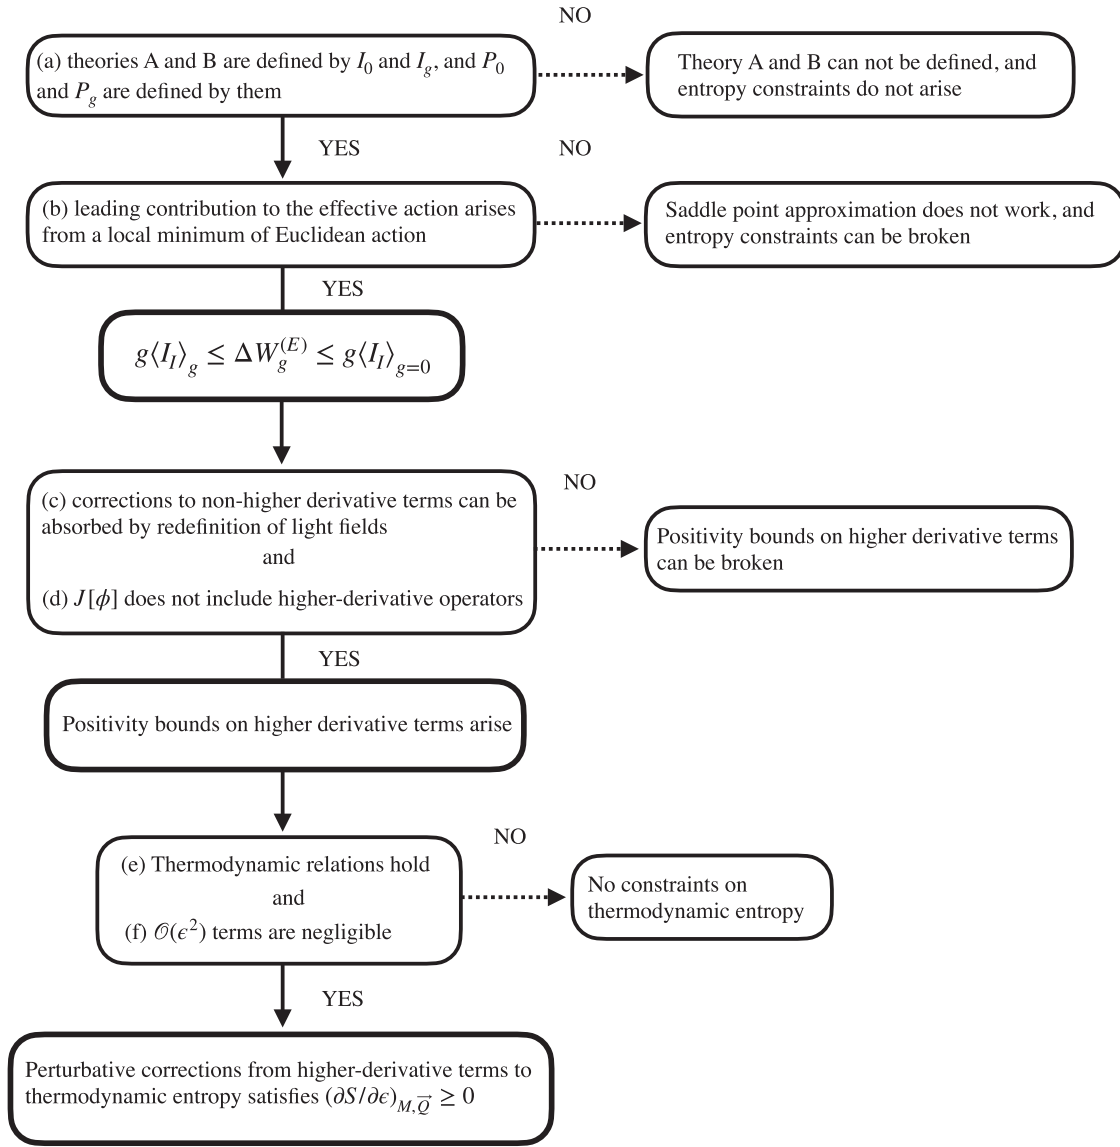 NO
(a) theories A and B are defined by I₀ and I_g, and P₀
and P_g are defined by them
Theory A and B can not be defined, and
entropy constraints do not arise
YES
NO
(b) leading contribution to the effective action arises
from a local minimum of Euclidean action
Saddle point approximation does not work, and
entropy constraints can be broken
YES
g⟨I_I⟩_g ≤ ΔW_g^(E) ≤ g⟨I_I⟩_{g=0}
NO
(c) corrections to non-higher derivative terms can be
absorbed by redefinition of light fields
and
(d) J[ϕ] does not include higher-derivative operators
Positivity bounds on higher derivative terms
can be broken
YES
Positivity bounds on higher derivative terms arise
NO
(e) Thermodynamic relations hold
and
(f) 𝒪(ϵ²) terms are negligible
No constraints on
thermodynamic entropy
YES
Perturbative corrections from higher-derivative terms to
thermodynamic entropy satisfies (∂S/∂ϵ)_{M,Q⃗} ≥ 0